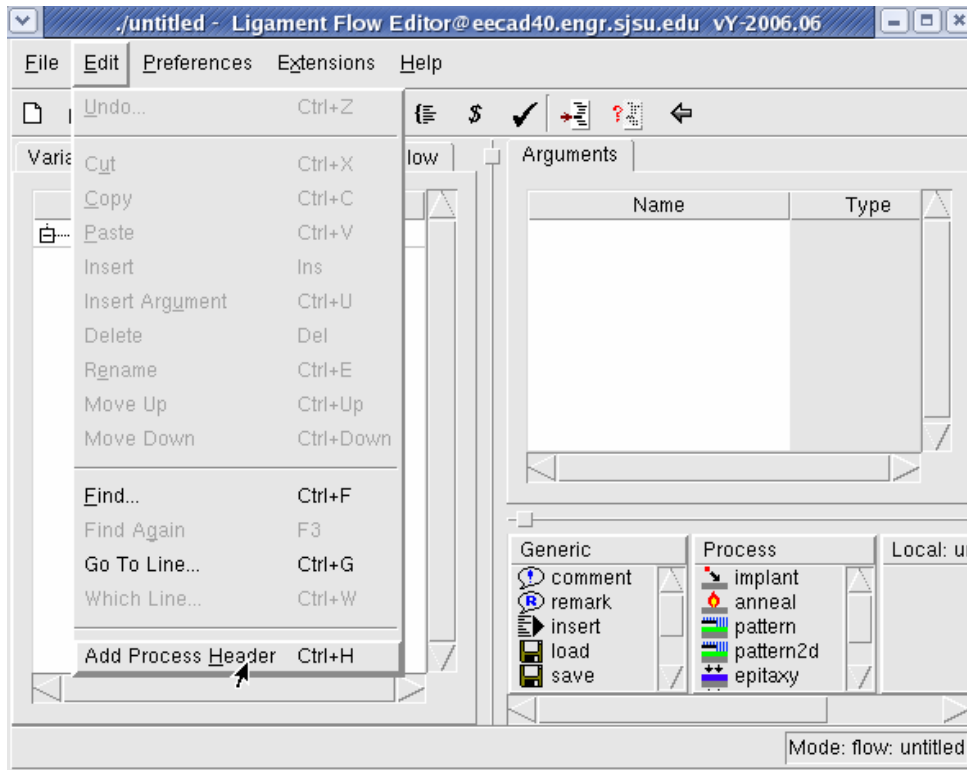 ./untitled - Ligament Flow Editor@eecad40.engr.sjsu.edu vY-2006.06
File Edit Preferences Extensions Help
Undo... Ctrl+Z
Cut Ctrl+X
Copy Ctrl+C
Paste Ctrl+V
Insert Ins
Insert Argument Ctrl+U
Delete Del
Rename Ctrl+E
Move Up Ctrl+Up
Move Down Ctrl+Down
Find... Ctrl+F
Find Again F3
Go To Line... Ctrl+G
Which Line... Ctrl+W
Add Process Header Ctrl+H
$
Arguments
Name Type
Generic
comment
remark
insert
load
save
Process
implant
anneal
pattern
pattern2d
epitaxy
Local:
Mode: flow: untitled